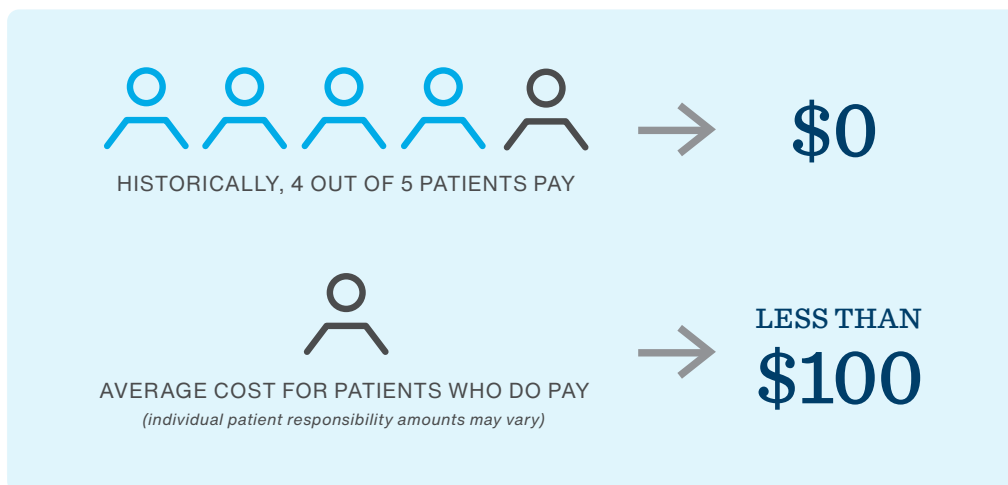 HISTORICALLY, 4 OUT OF 5 PATIENTS PAY
$0
AVERAGE COST FOR PATIENTS WHO DO PAY
(individual patient responsibility amounts may vary)
LESS THAN
$100